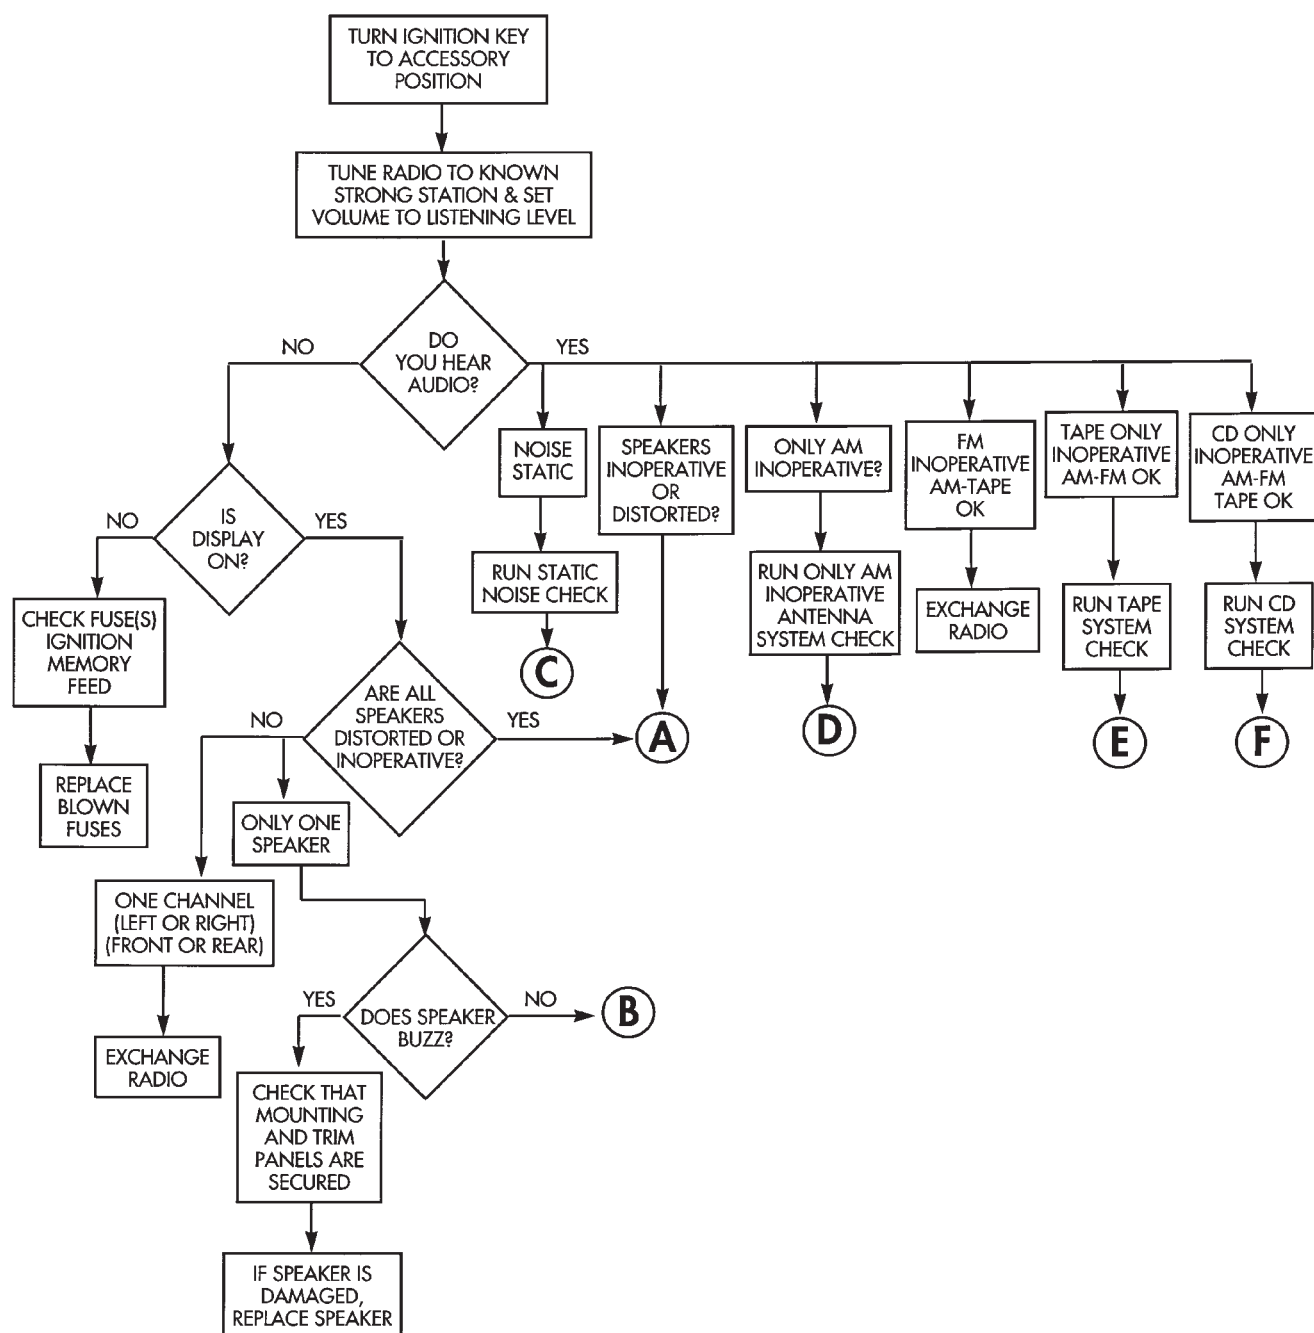 TURN IGNITION KEY
TO ACCESSORY
POSITION
TUNE RADIO TO KNOWN
STRONG STATION & SET
VOLUME TO LISTENING LEVEL
DO
YOU HEAR
AUDIO?
NO
YES
NOISE
STATIC
SPEAKERS
INOPERATIVE
OR
DISTORTED?
ONLY AM
INOPERATIVE?
FM
INOPERATIVE
AM-TAPE
OK
TAPE ONLY
INOPERATIVE
AM-FM OK
CD ONLY
INOPERATIVE
AM-FM
TAPE OK
IS
DISPLAY
ON?
NO
YES
RUN STATIC
NOISE CHECK
RUN ONLY AM
INOPERATIVE
ANTENNA
SYSTEM CHECK
EXCHANGE
RADIO
RUN TAPE
SYSTEM
CHECK
RUN CD
SYSTEM
CHECK
CHECK FUSE(S)
IGNITION
MEMORY
FEED
C
ARE ALL
SPEAKERS
DISTORTED OR
INOPERATIVE?
NO
YES
A
D
E
F
REPLACE
BLOWN
FUSES
ONLY ONE
SPEAKER
ONE CHANNEL
(LEFT OR RIGHT)
(FRONT OR REAR)
DOES SPEAKER
BUZZ?
YES
NO
B
EXCHANGE
RADIO
CHECK THAT
MOUNTING
AND TRIM
PANELS ARE
SECURED
IF SPEAKER IS
DAMAGED,
REPLACE SPEAKER